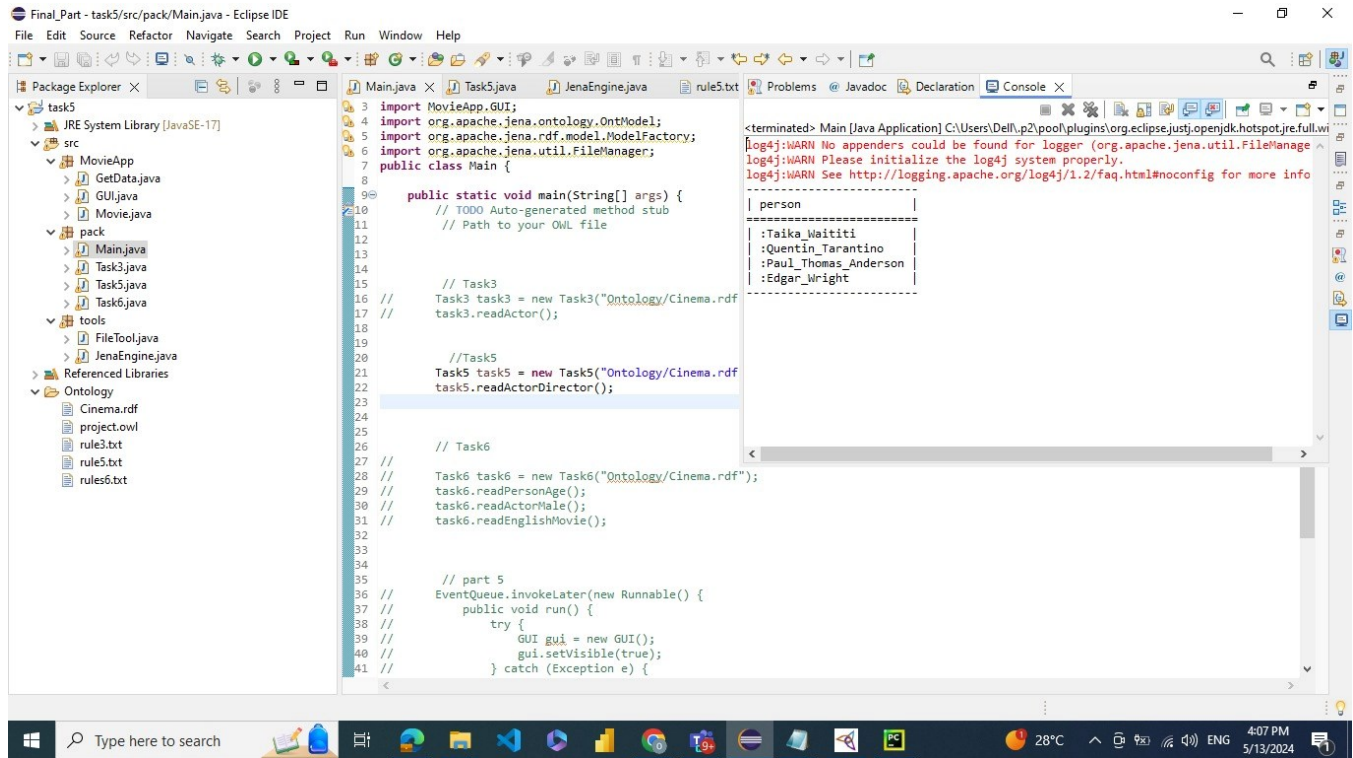 Final_Part - task5/src/pack/Main.java - Eclipse IDE
File Edit Source Refactor Navigate Search Project Run Window Help
Package Explorer
task5
JRE System Library [JavaSE-17]
src
MovieApp
GetData.java
GUI.java
Movie.java
pack
Main.java
Task3.java
Task5.java
Task6.java
tools
FileTool.java
JenaEngine.java
Referenced Libraries
Ontology
Cinema.rdf
project.owl
rule3.txt
rule5.txt
rules6.txt
Main.java Task5.java JenaEngine.java rule5.txt
3 import MovieApp.GUI;
4 import org.apache.jena.ontology.OntModel;
5 import org.apache.jena.rdf.model.ModelFactory;
6 import org.apache.jena.util.FileManager;
7 public class Main {
8
9 public static void main(String[] args) {
10 // TODO Auto-generated method stub
11 // Path to your OWL file
12
13
14
15 // Task3
16 // Task3 task3 = new Task3("Ontology/Cinema.rdf
17 // task3.readActor();
18
19
20 //Task5
21 Task5 task5 = new Task5("Ontology/Cinema.rdf
22 task5.readActorDirector();
23
24
25
26 // Task6
27 //
28 // Task6 task6 = new Task6("Ontology/Cinema.rdf");
29 // task6.readPersonAge();
30 // task6.readActorMale();
31 // task6.readEnglishMovie();
32
33
34
35 // part 5
36 // EventQueue.invokeLater(new Runnable() {
37 // public void run() {
38 // try {
39 // GUI gui = new GUI();
40 // gui.setVisible(true);
41 // } catch (Exception e) {
Problems @ Javadoc Declaration Console
<terminated> Main [Java Application] C:\Users\Dell\.p2\pool\plugins\org.eclipse.justj.openjdk.hotspot.jre.full.wi
log4j:WARN No appenders could be found for logger (org.apache.jena.util.FileManage
log4j:WARN Please initialize the log4j system properly.
log4j:WARN See http://logging.apache.org/log4j/1.2/faq.html#noconfig for more info
-------------------------
| person |
=========================
| :Taika_Waititi |
| :Quentin_Tarantino |
| :Paul_Thomas_Anderson |
| :Edgar_Wright |
-------------------------
Type here to search
28°C
ENG
4:07 PM
5/13/2024